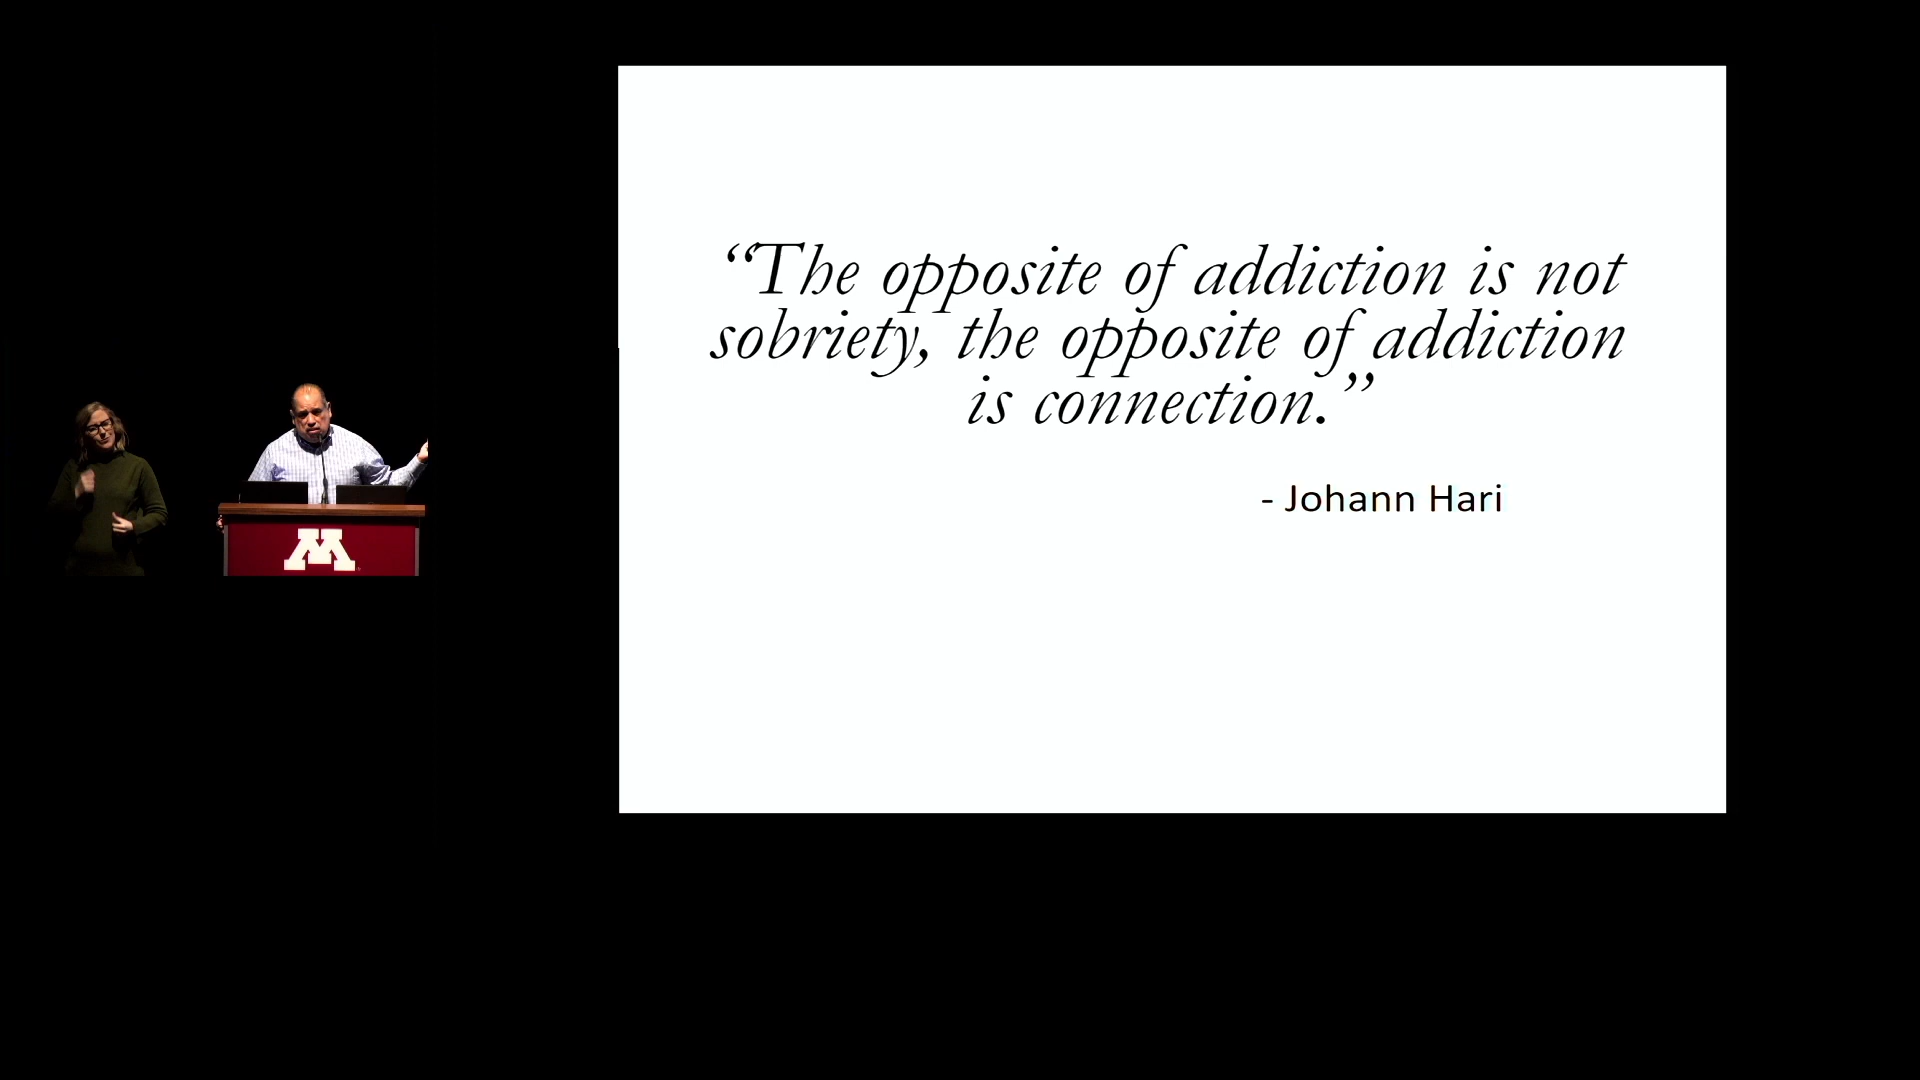 “The opposite of addiction is not
sobriety, the opposite of addiction
is connection.”
- Johann Hari
M